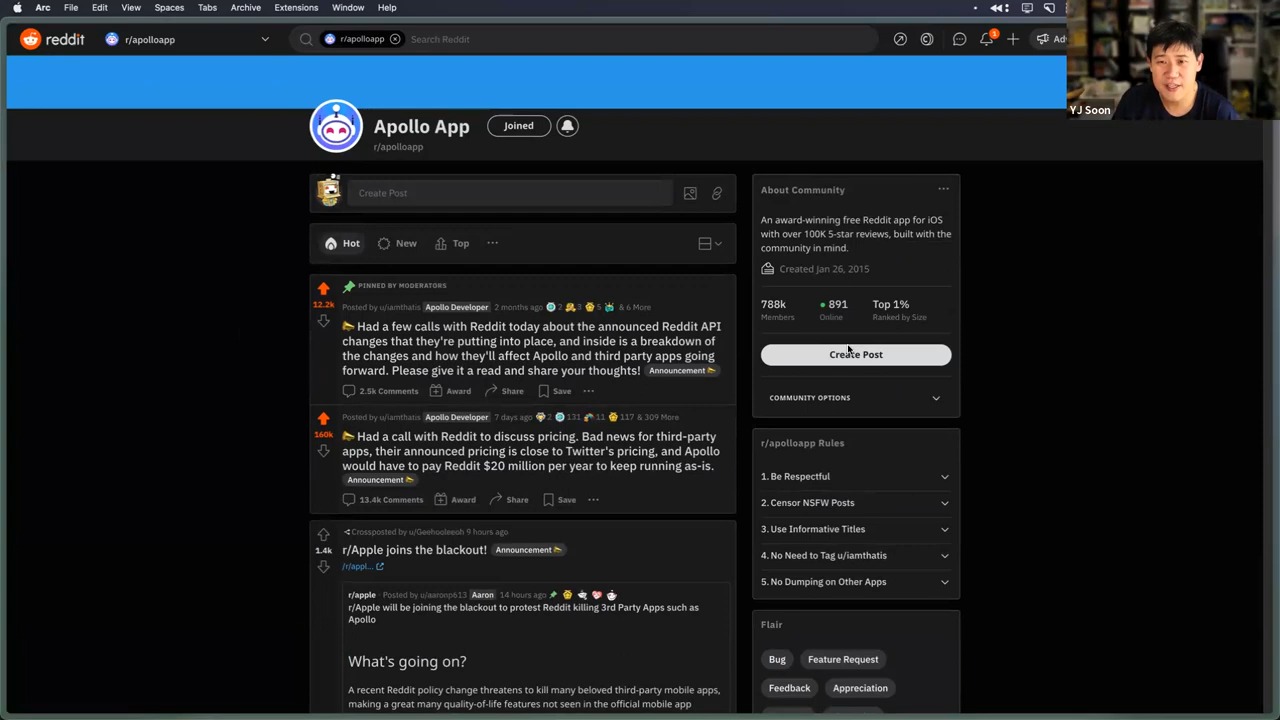 Arc File Edit View Spaces Tabs Archive Extensions Window Help
reddit r/apolloapp r/apolloapp Search Reddit 1 Adv
YJ Soon
Apollo App Joined
r/apolloapp
Create Post
Hot New Top
PINNED BY MODERATORS
12.2k
Posted by u/iamthatis Apollo Developer 2 months ago 2 3 5 & 6 More
Had a few calls with Reddit today about the announced Reddit API
changes that they're putting into place, and inside is a breakdown of
the changes and how they'll affect Apollo and third party apps going
forward. Please give it a read and share your thoughts! Announcement
2.5k Comments Award Share Save
160k
Posted by u/iamthatis Apollo Developer 7 days ago 2 131 11 117 & 309 More
Had a call with Reddit to discuss pricing. Bad news for third-party
apps, their announced pricing is close to Twitter's pricing, and Apollo
would have to pay Reddit $20 million per year to keep running as-is.
Announcement
13.4k Comments Award Share Save
1.4k
Crossposted by u/Geehooleeoh 9 hours ago
r/Apple joins the blackout! Announcement
/r/appl...
r/apple · Posted by u/aaronp613 Aaron 14 hours ago
r/Apple will be joining the blackout to protest Reddit killing 3rd Party Apps such as
Apollo
What's going on?
A recent Reddit policy change threatens to kill many beloved third-party mobile apps,
making a great many quality-of-life features not seen in the official mobile app
About Community
An award-winning free Reddit app for iOS
with over 100K 5-star reviews, built with the
community in mind.
Created Jan 26, 2015
788k 891 Top 1%
Members Online Ranked by Size
Create Post
COMMUNITY OPTIONS
r/apolloapp Rules
1. Be Respectful
2. Censor NSFW Posts
3. Use Informative Titles
4. No Need to Tag u/iamthatis
5. No Dumping on Other Apps
Flair
Bug Feature Request
Feedback Appreciation